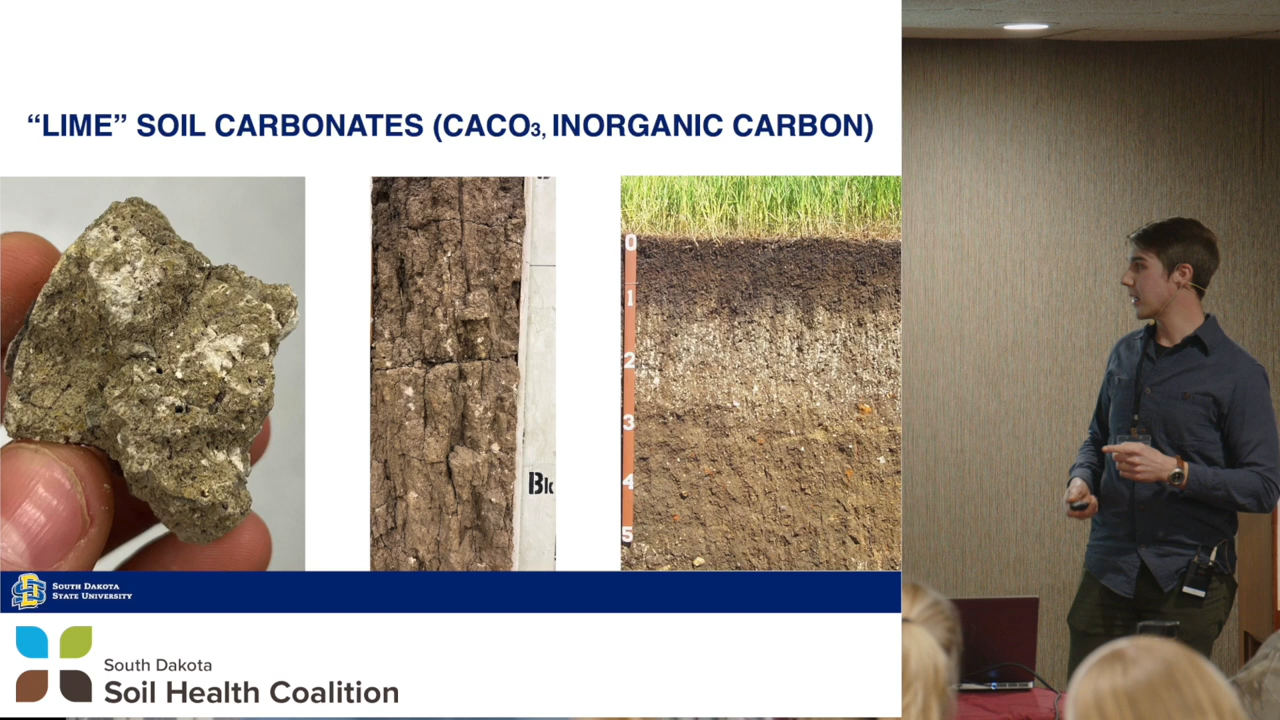 “LIME” SOIL CARBONATES (CACO₃, INORGANIC CARBON)
0
1
2
3
4
5
Bk
SOUTH DAKOTA
STATE UNIVERSITY
South Dakota
Soil Health Coalition